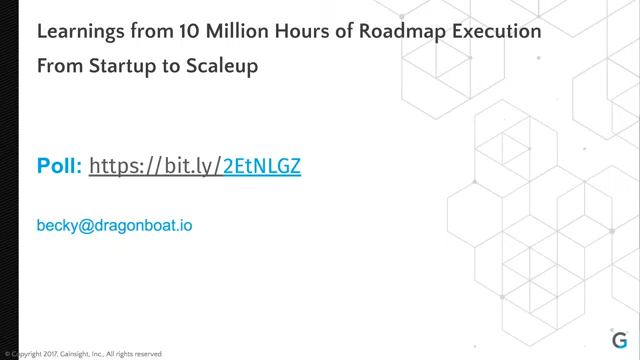 Learnings from 10 Million Hours of Roadmap Execution
From Startup to Scaleup
Poll: https://bit.ly/2EtNLGZ
becky@dragonboat.io
© Copyright 2017, Gainsight, Inc., All rights reserved
G